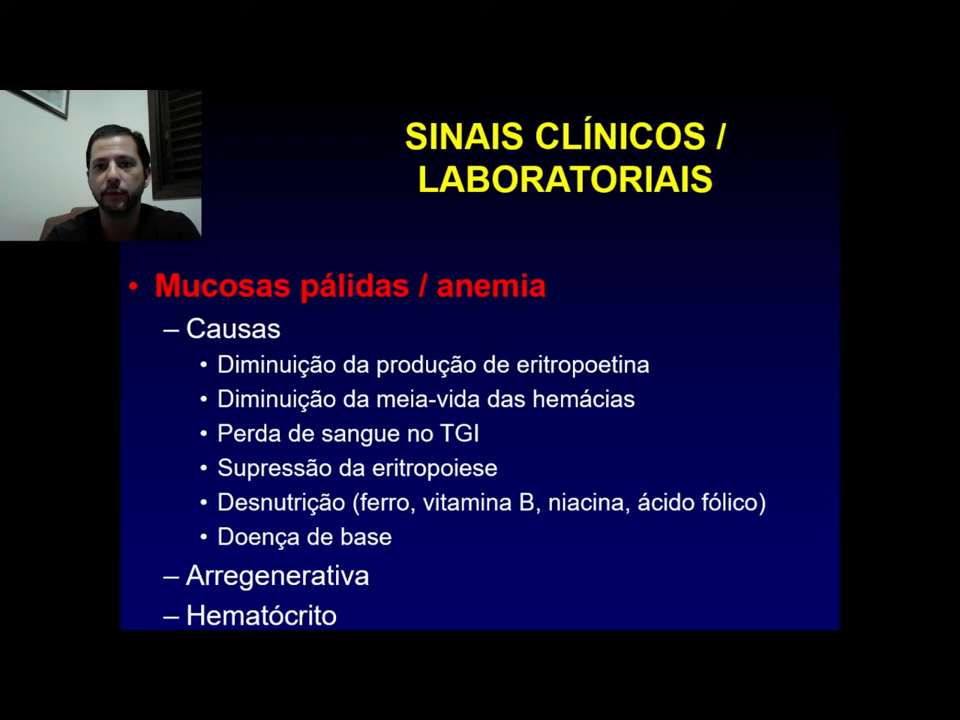 SINAIS CLÍNICOS /
LABORATORIAIS
• Mucosas pálidas / anemia
– Causas
• Diminuição da produção de eritropoetina
• Diminuição da meia-vida das hemácias
• Perda de sangue no TGI
• Supressão da eritropoiese
• Desnutrição (ferro, vitamina B, niacina, ácido fólico)
• Doença de base
– Arregenerativa
– Hematócrito